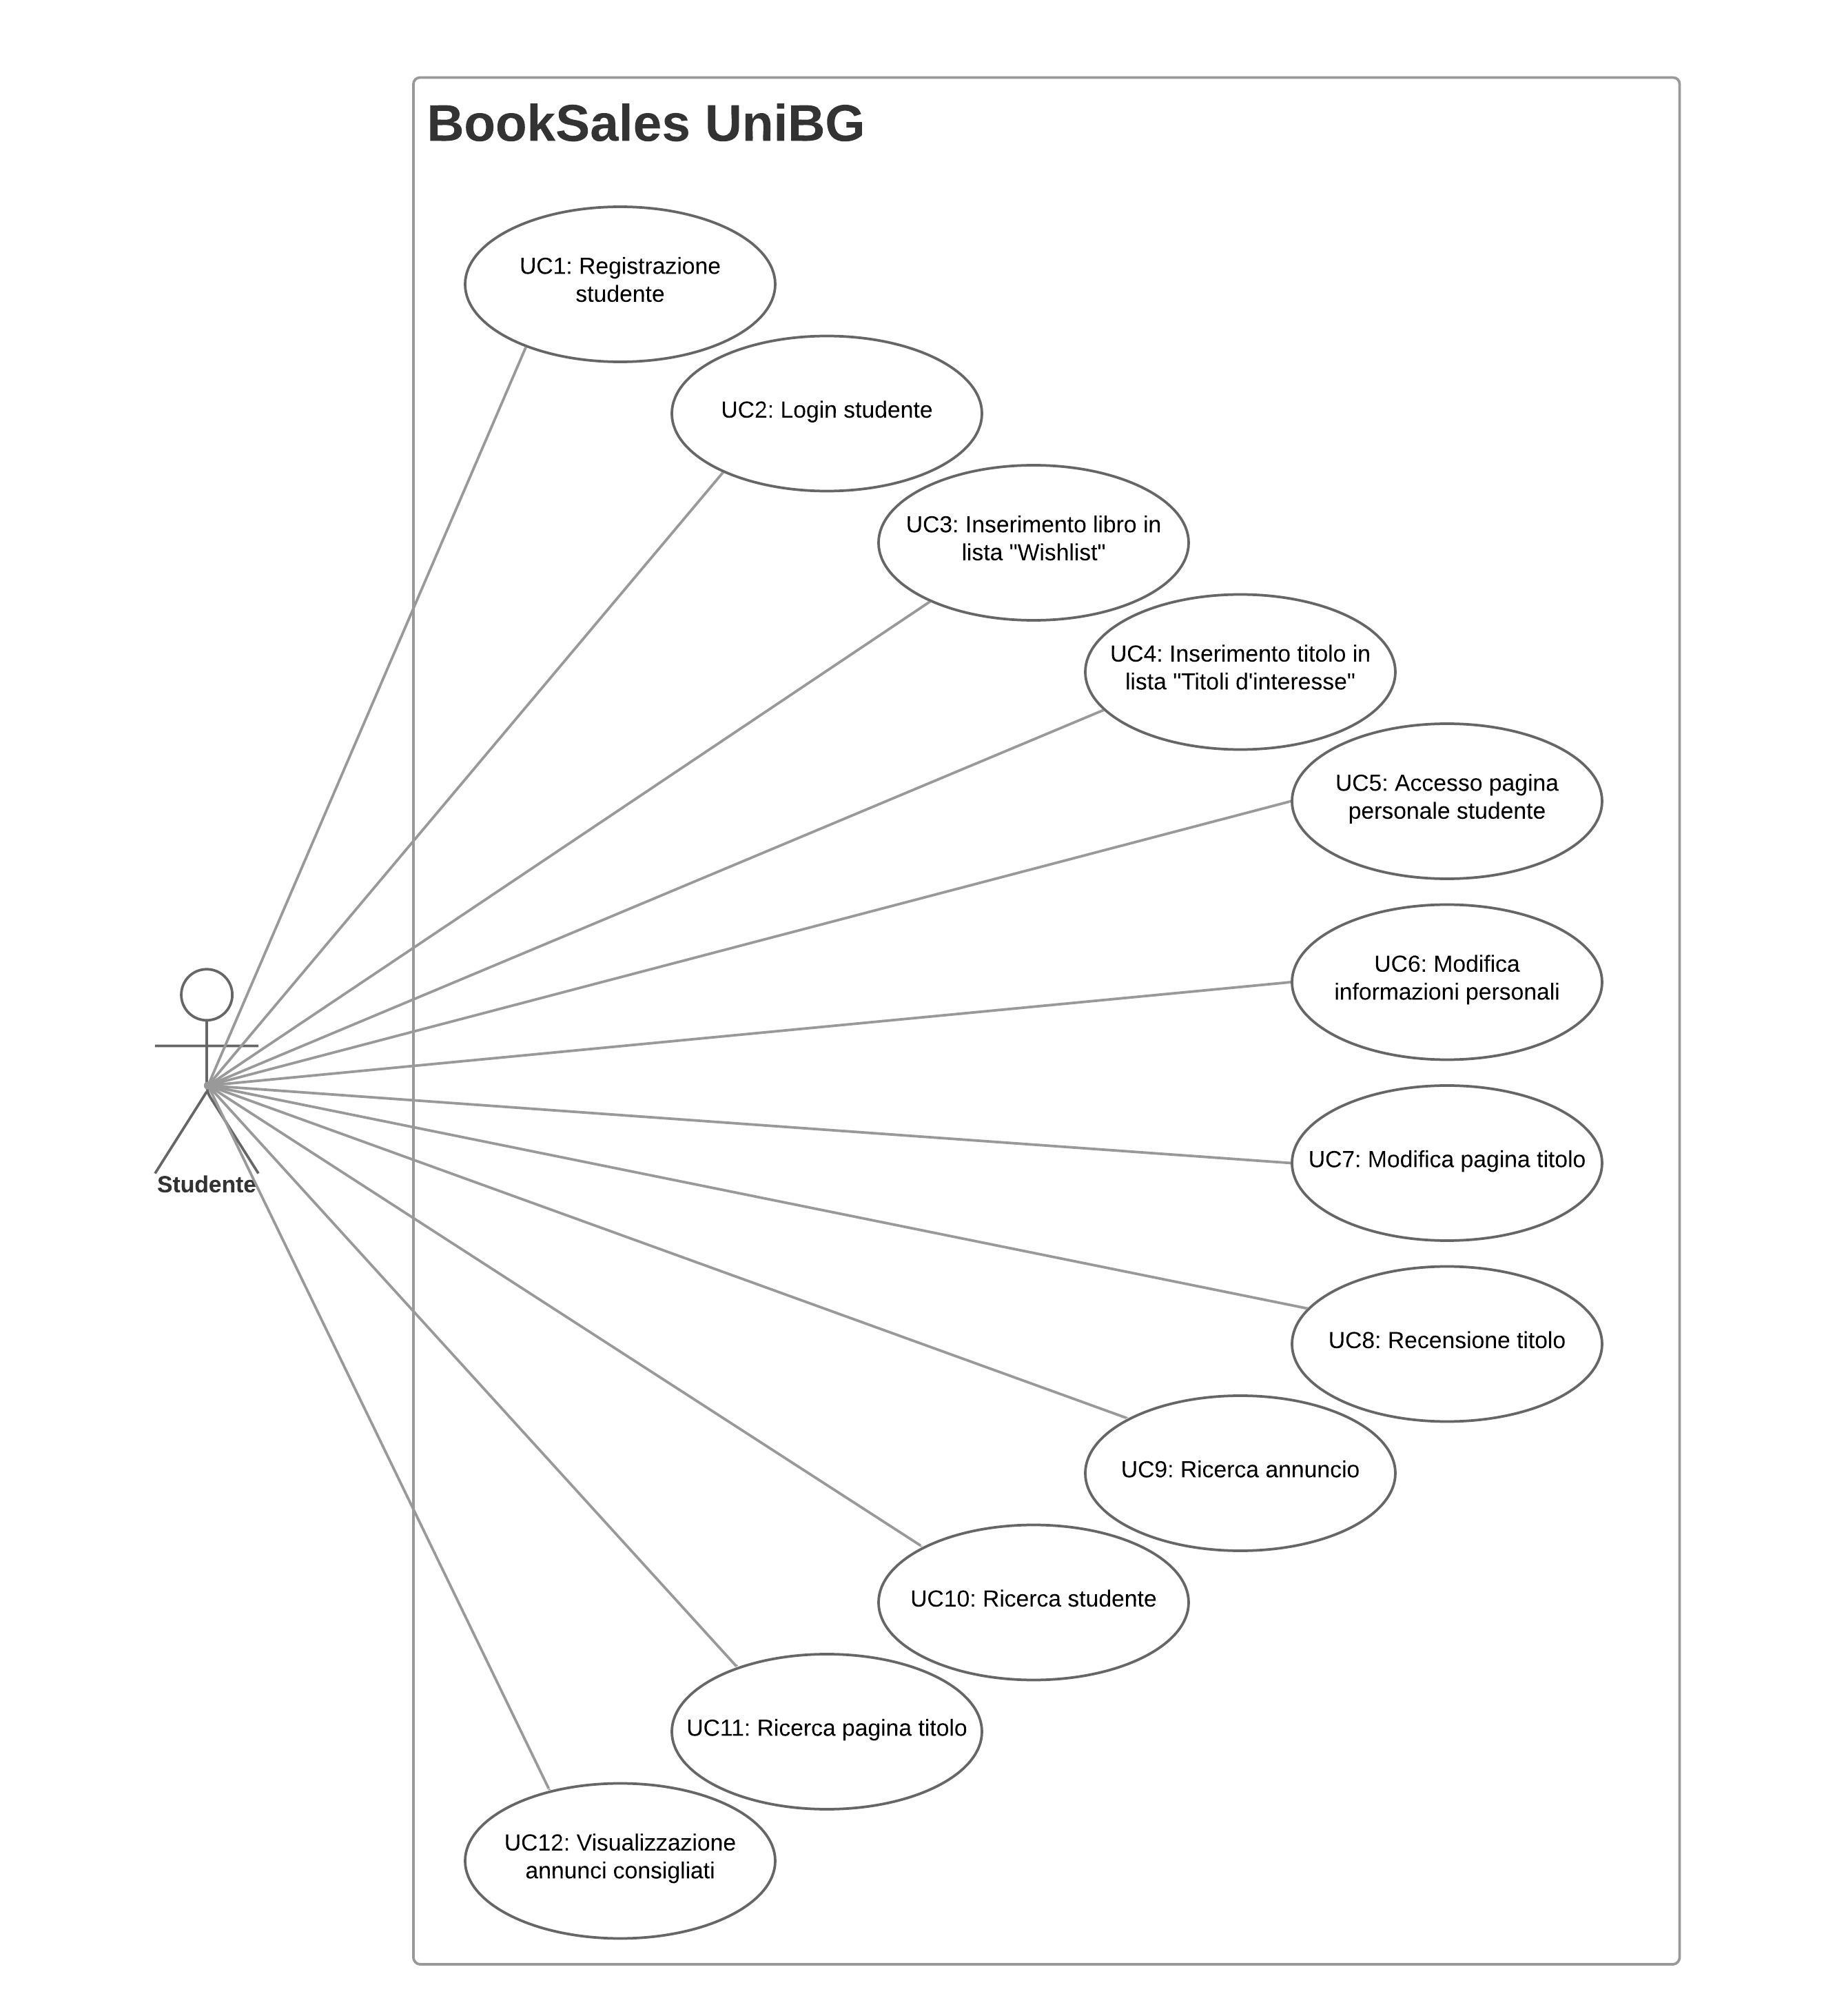 BookSales UniBG
UC1: Registrazione
studente
UC2: Login studente
UC3: Inserimento libro in
lista "Wishlist"
UC4: Inserimento titolo in
lista "Titoli d'interesse"
UC5: Accesso pagina
personale studente
UC6: Modifica
informazioni personali
UC7: Modifica pagina titolo
Studente
UC8: Recensione titolo
UC9: Ricerca annuncio
UC10: Ricerca studente
UC11: Ricerca pagina titolo
UC12: Visualizzazione
annunci consigliati